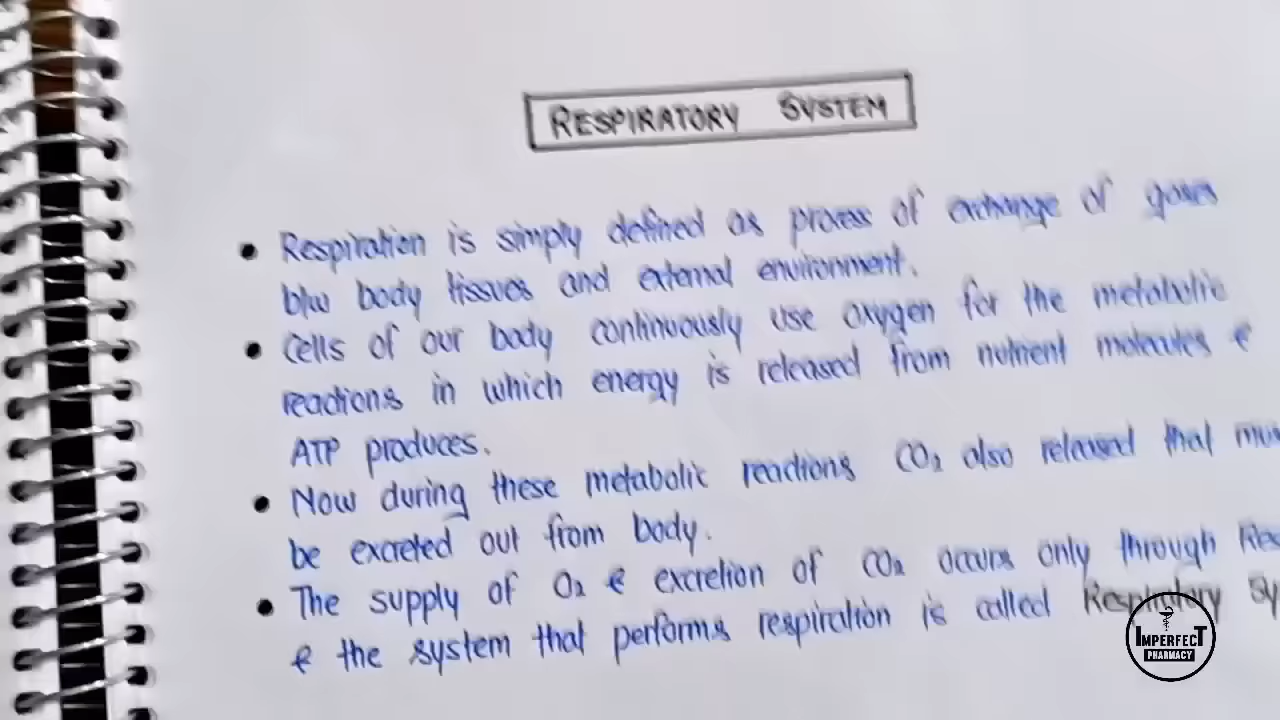 RESPIRATORY SYSTEM
• Respiration is simply defined as process of exchange of gases
b/w body tissues and external environment.
• Cells of our body continuously use oxygen for the metabolic
reactions in which energy is released from nutrient molecules &
ATP produces.
• Now during these metabolic reactions CO₂ also released that
be excreted out from body.
• The supply of O₂ & excretion of CO₂ occurs only through
& the system that performs respiration is called Respiratory
IMPERFECT
PHARMACY